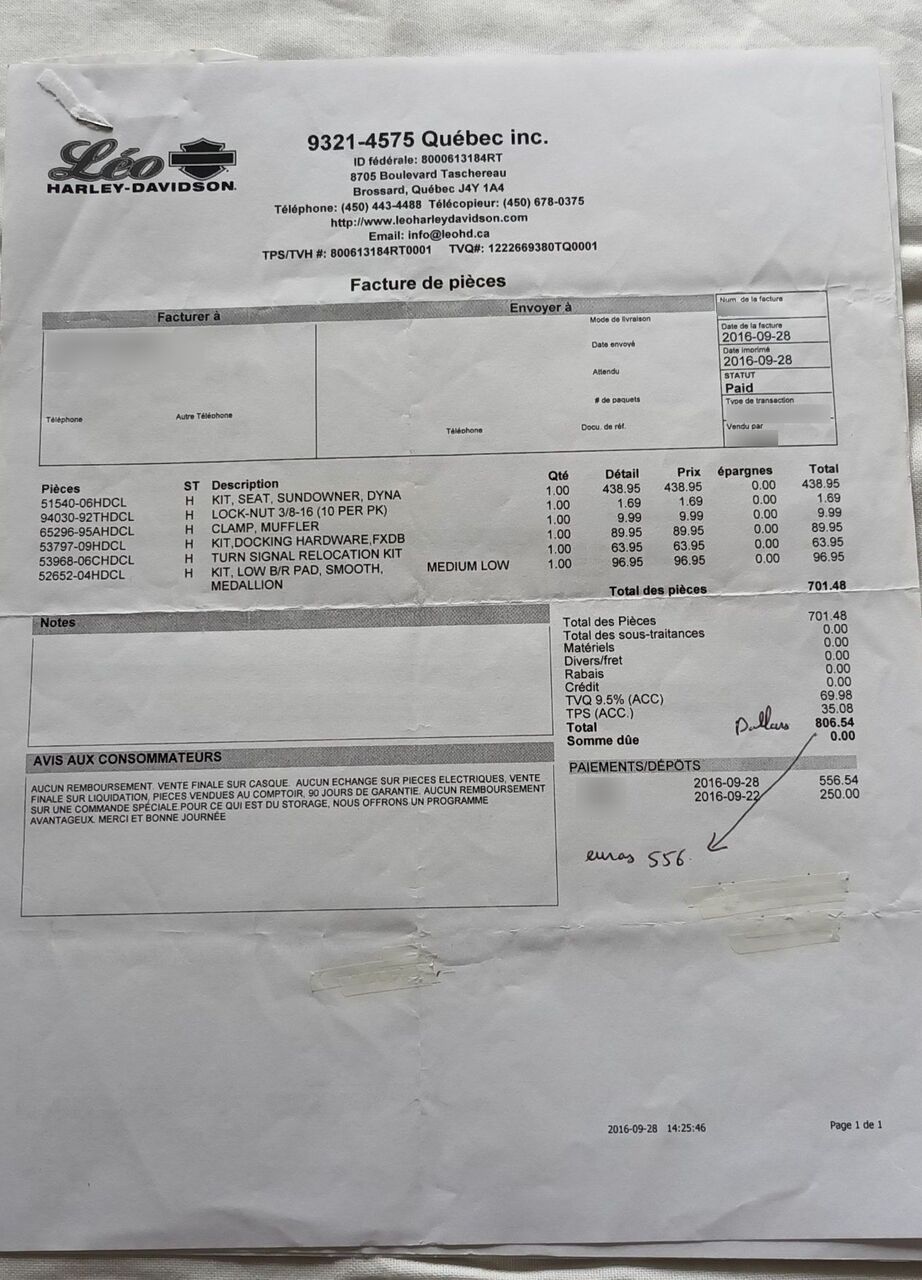 Léo
HARLEY-DAVIDSON.
9321-4575 Québec inc.
ID fédérale: 8000613184RT
8705 Boulevard Taschereau
Brossard, Québec J4Y 1A4
Téléphone: (450) 443-4488 Télécopieur: (450) 678-0375
http://www.leoharleydavidson.com
Email: info@leohd.ca
TPS/TVH #: 800613184RT0001 TVQ#: 1222669380TQ0001
Facture de pièces
Facturer à
Téléphone Autre Téléphone
Envoyer à
Téléphone
Mode de livraison
Date envoyé
Attendu
# de paquets
Docu. de réf.
Num de la facture
Date de la facture
2016-09-28
Date imprimé
2016-09-28
STATUT
Paid
Type de transaction
Vendu par
Pièces ST Description Qté Détail Prix épargnes Total
51540-06HDCL H KIT, SEAT, SUNDOWNER, DYNA 1.00 438.95 438.95 0.00 438.95
94030-92THDCL H LOCK-NUT 3/8-16 (10 PER PK) 1.00 1.69 1.69 0.00 1.69
65296-95AHDCL H CLAMP, MUFFLER 1.00 9.99 9.99 0.00 9.99
53797-09HDCL H KIT,DOCKING HARDWARE,FXDB 1.00 89.95 89.95 0.00 89.95
53968-06CHDCL H TURN SIGNAL RELOCATION KIT 1.00 63.95 63.95 0.00 63.95
52652-04HDCL H KIT, LOW B/R PAD, SMOOTH, MEDIUM LOW 1.00 96.95 96.95 0.00 96.95
MEDALLION
Total des pièces 701.48
Notes
Total des Pièces 701.48
Total des sous-traitances 0.00
Matériels 0.00
Divers/fret 0.00
Rabais 0.00
Crédit 0.00
TVQ 9.5% (ACC) 69.98
TPS (ACC.) 35.08
Total Dollars 806.54
Somme dûe 0.00
AVIS AUX CONSOMMATEURS
AUCUN REMBOURSEMENT. VENTE FINALE SUR CASQUE. AUCUN ECHANGE SUR PIECES ELECTRIQUES, VENTE
FINALE SUR LIQUIDATION, PIECES VENDUES AU COMPTOIR, 90 JOURS DE GARANTIE. AUCUN REMBOURSEMENT
SUR UNE COMMANDE SPÉCIALE.POUR CE QUI EST DU STORAGE, NOUS OFFRONS UN PROGRAMME
AVANTAGEUX. MERCI ET BONNE JOURNÉE
PAIEMENTS/DÉPÔTS
2016-09-28 556.54
2016-09-22 250.00
euros 556.
2016-09-28 14:25:46
Page 1 de 1